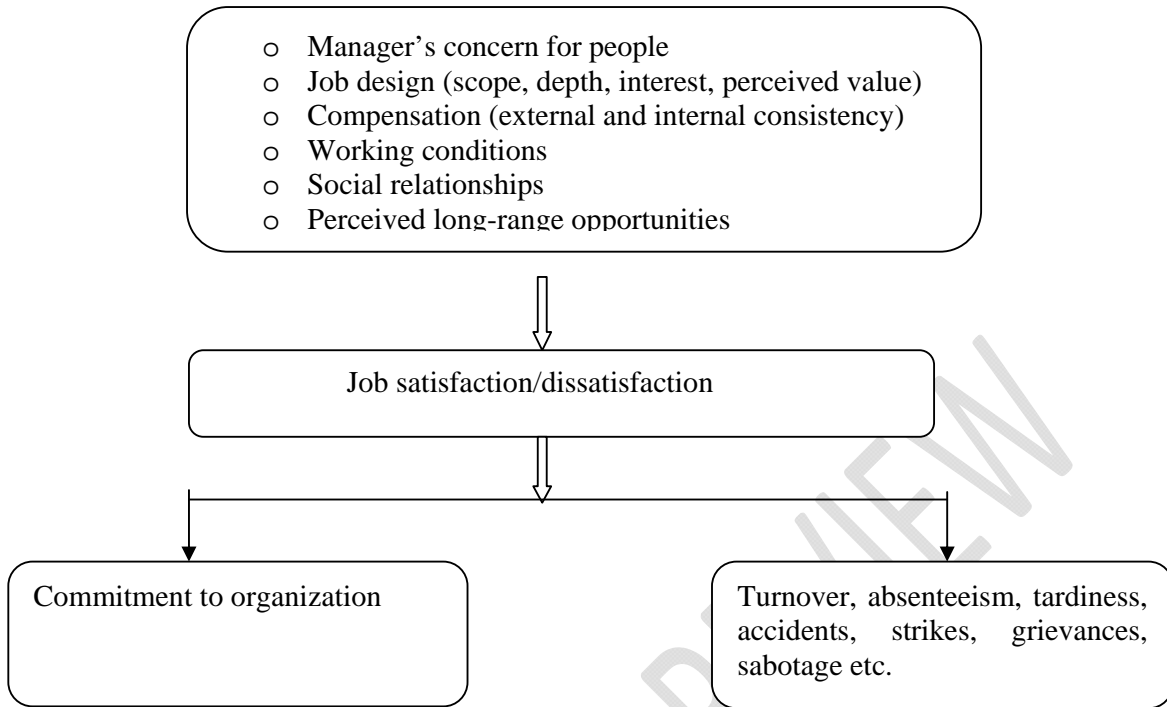 o Manager’s concern for people
o Job design (scope, depth, interest, perceived value)
o Compensation (external and internal consistency)
o Working conditions
o Social relationships
o Perceived long-range opportunities
Job satisfaction/dissatisfaction
Commitment to organization
Turnover, absenteeism, tardiness,
accidents, strikes, grievances,
sabotage etc.